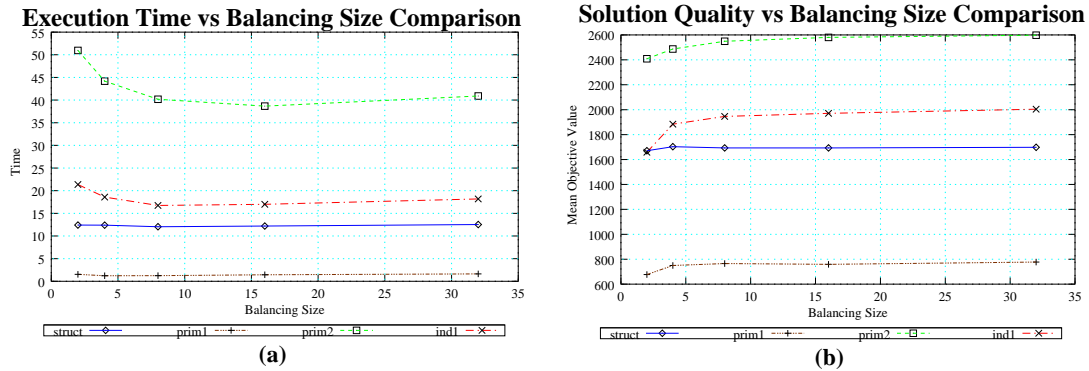 Execution Time vs Balancing Size Comparison
55
50
45
40
35
30
25
20
15
10
5
0
Time
0 5 10 15 20 25 30 35
Balancing Size
struct prim1 prim2 ind1
(a)
Solution Quality vs Balancing Size Comparison
2600
2400
2200
2000
1800
1600
1400
1200
1000
800
600
Mean Objective Value
0 5 10 15 20 25 30 35
Balancing Size
struct prim1 prim2 ind1
(b)